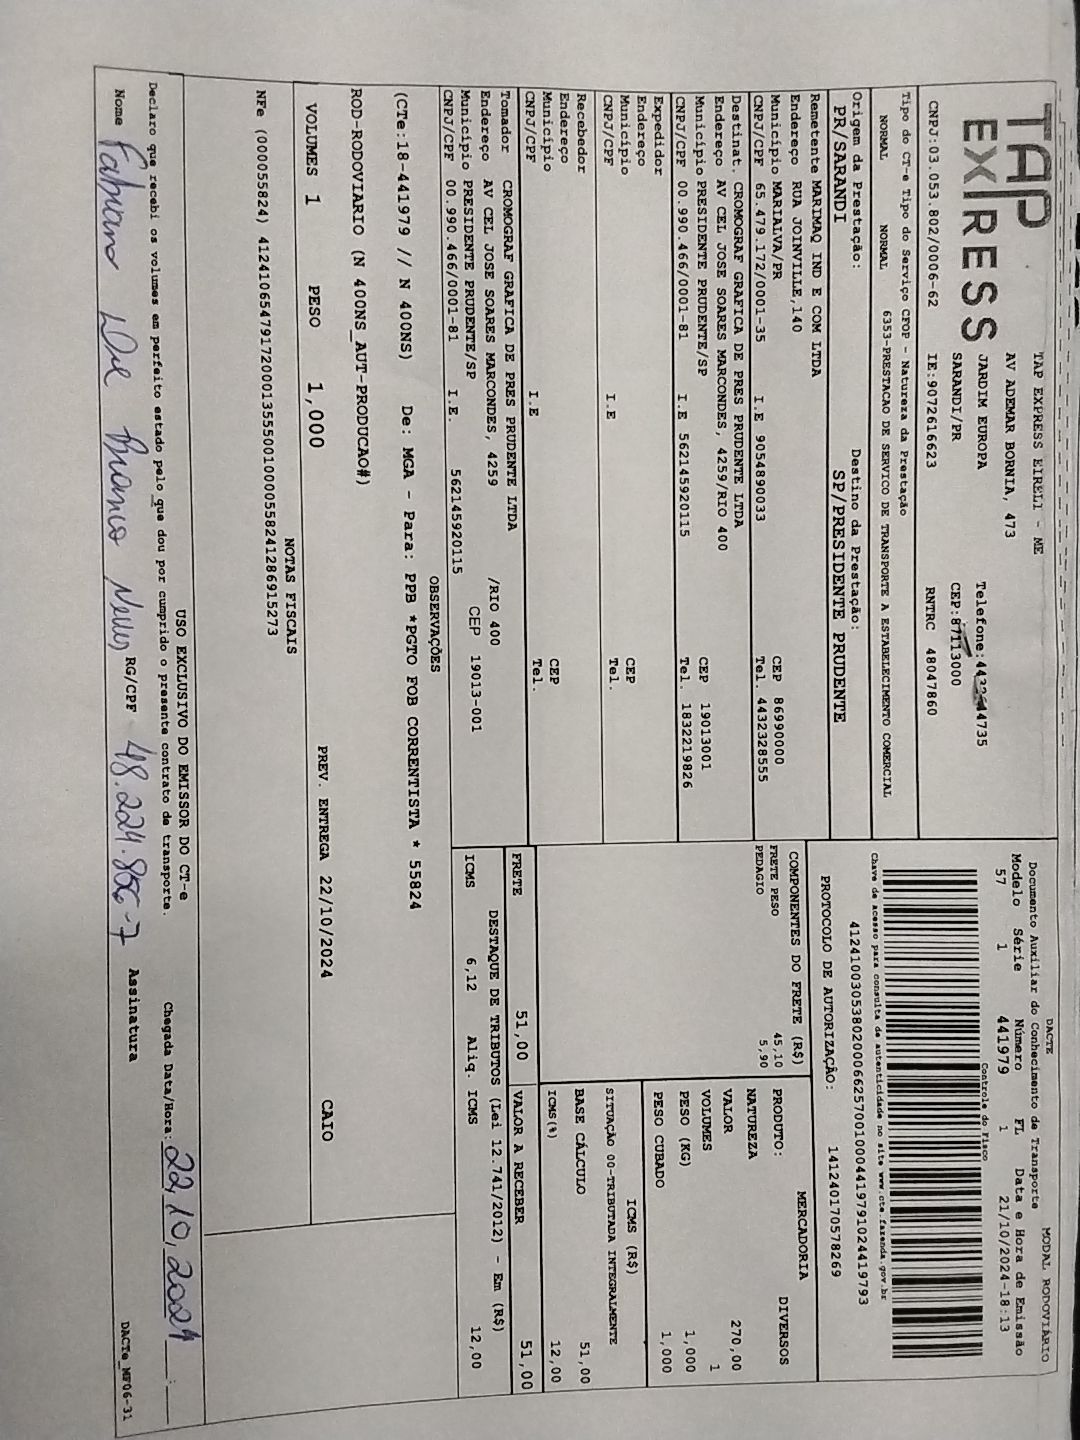 TAP EXPRESS
TAP EXPRESS EIRELI - ME
AV ADEMAR BORNIA, 473
JARDIM EUROPA
SARANDI/PR CEP:87113000
CNPJ:03.053.802/0006-62 IE:9072616623 RNTRC 48047860
DACTE MODAL RODOVIÁRIO
Documento Auxiliar do Conhecimento de Transporte
Modelo Série Número FL Data e Hora de Emissão
57 1 441979 1 21/10/2024-18:13
Controle do Fisco
Chave de acesso para consulta de autenticidade no site www.cte.fazenda.gov.br
41241003053802000662570010004419791024419793
PROTOCOLO DE AUTORIZAÇÃO: 141240170578269
Tipo do CT-e Tipo do Serviço CFOP - Natureza da Prestação
NORMAL NORMAL 6353-PRESTACAO DE SERVICO DE TRANSPORTE A ESTABELECIMENTO COMERCIAL
Origem da Prestação: Destino da Prestação:
PR/SARANDI SP/PRESIDENTE PRUDENTE
Remetente MARIMAQ IND E COM LTDA
Endereço RUA JOINVILLE,140
Município MARIALVA/PR CEP 86990000
CNPJ/CPF 65.479.172/0001-35 I.E 9054890033 Tel. 4432328555
Destinat. CROMOGRAF GRAFICA DE PRES PRUDENTE LTDA
Endereço AV CEL JOSE SOARES MARCONDES, 4259/RIO 400
Município PRESIDENTE PRUDENTE/SP CEP 19013001
CNPJ/CPF 00.990.466/0001-81 I.E 562145920115 Tel. 1832219826
Expedidor
Endereço
Município CEP
CNPJ/CPF I.E Tel.
Recebedor
Endereço
Município CEP
CNPJ/CPF I.E Tel.
Tomador CROMOGRAF GRAFICA DE PRES PRUDENTE LTDA
Endereço AV CEL JOSE SOARES MARCONDES, 4259 /RIO 400
Município PRESIDENTE PRUDENTE/SP CEP 19013-001
CNPJ/CPF 00.990.466/0001-81 I.E. 562145920115
COMPONENTES DO FRETE (R$)
FRETE PESO 45,10
PEDAGIO 5,90
MERCADORIA
PRODUTO: DIVERSOS
NATUREZA
VALOR 270,00
VOLUMES 1
PESO (KG) 1,000
PESO CUBADO 1,000
ICMS (R$)
SITUAÇÃO 00-TRIBUTADA INTEGRALMENTE
BASE CÁLCULO 51,00
ICMS(%) 12,00
FRETE 51,00 VALOR A RECEBER 51,00
DESTAQUE DE TRIBUTOS (Lei 12.741/2012) - Em (R$)
ICMS 6,12 Aliq. ICMS 12,00
OBSERVAÇÕES
(CTe:18-441979 // N 400NS) De: MGA - Para: PPB *PGTO FOB CORRENTISTA * 55824
ROD-RODOVIARIO (N 400NS_AUT-PRODUCAO#)
VOLUMES 1 PESO 1,000 PREV. ENTREGA 22/10/2024 CAIO
NOTAS FISCAIS
NFe (000055824) 41241065479172000135550010000558241286915273
USO EXCLUSIVO DO EMISSOR DO CT-e
Declaro que recebi os volumes em perfeito estado pelo que dou por cumprido o presente contrato de transporte. Chegada Data/Hora: 22,10,2024 __:__
Nome Fabiano RG/CPF 48.224.866-7 Assinatura
DACTe_MF06-31